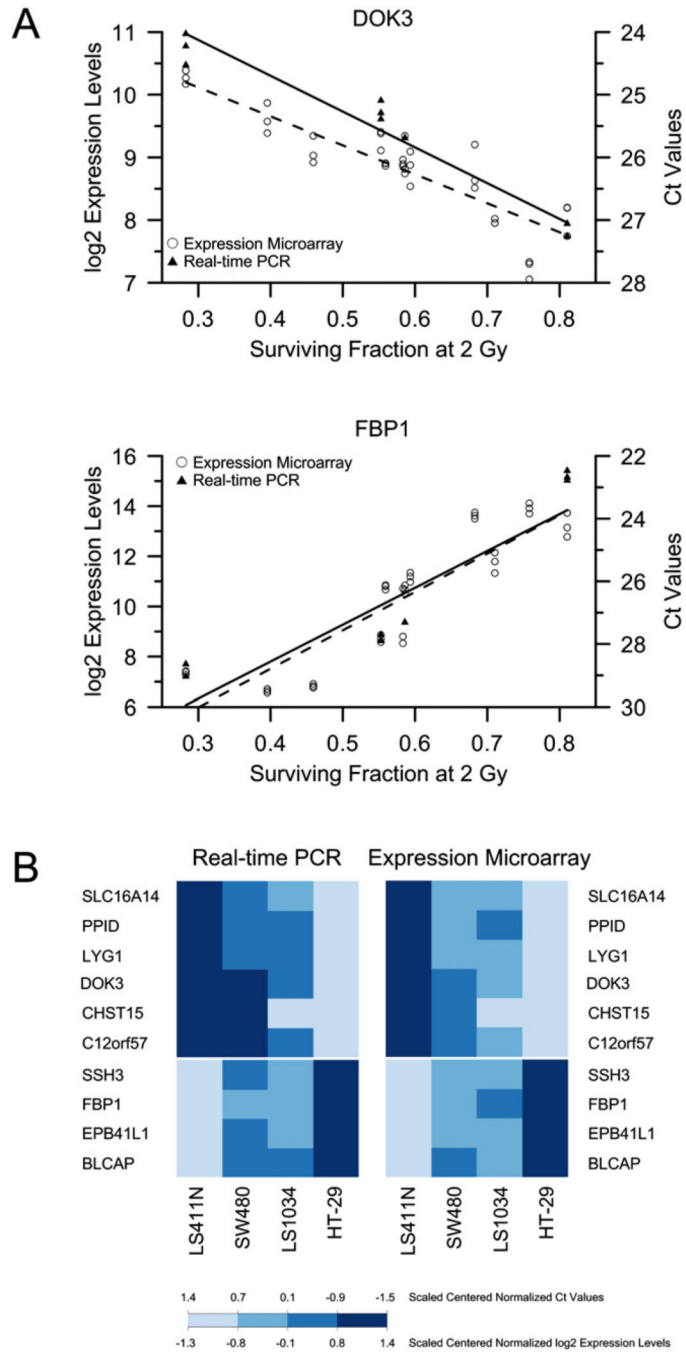 A
DOK3
11
10
9
8
7
log2 Expression Levels
24
25
26
27
28
Ct Values
Expression Microarray
Real-time PCR
0.3 0.4 0.5 0.6 0.7 0.8
Surviving Fraction at 2 Gy
FBP1
16
14
12
10
8
6
log2 Expression Levels
22
24
26
28
30
Ct Values
Expression Microarray
Real-time PCR
0.3 0.4 0.5 0.6 0.7 0.8
Surviving Fraction at 2 Gy
B
Real-time PCR Expression Microarray
SLC16A14 SLC16A14
PPID PPID
LYG1 LYG1
DOK3 DOK3
CHST15 CHST15
C12orf57 C12orf57
SSH3 SSH3
FBP1 FBP1
EPB41L1 EPB41L1
BLCAP BLCAP
LS411N SW480 LS1034 HT-29 LS411N SW480 LS1034 HT-29
1.4 0.7 0.1 -0.9 -1.5 Scaled Centered Normalized Ct Values
-1.3 -0.8 -0.1 0.8 1.4 Scaled Centered Normalized log2 Expression Levels